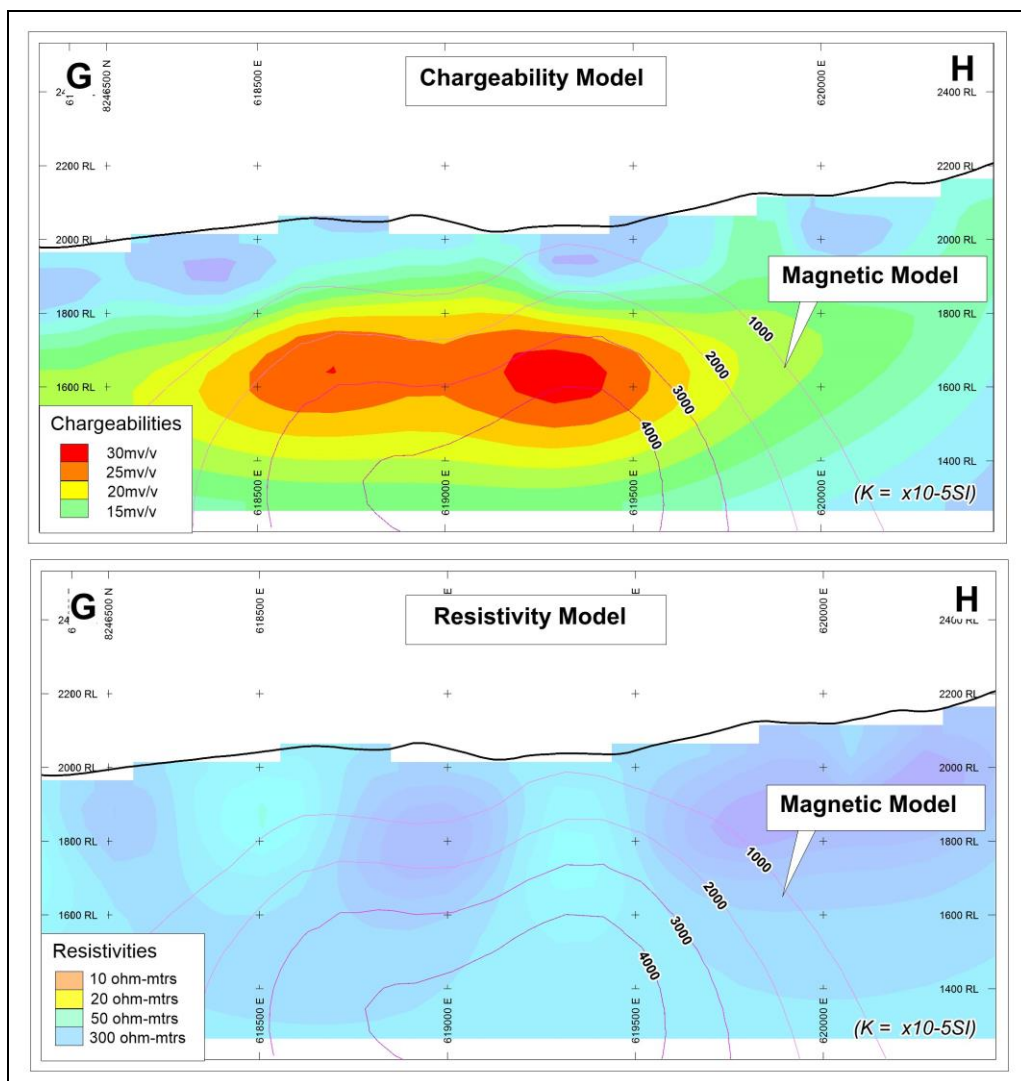 G
Chargeability Model
H
8246500 N
618500 E
2400 RL
2200 RL
2200 RL
2000 RL
2000 RL
Magnetic Model
1800 RL
1800 RL
1000
2000
1600 RL
1600 RL
3000
4000
Chargeabilities
30mv/v
25mv/v
20mv/v
15mv/v
1400 RL
618500 E
619000 E
619500 E
620000 E
620000 E
(K = x10-5SI)
G
Resistivity Model
H
8246500 N
618500 E
620000 E
2400 RL
2200 RL
2200 RL
2000 RL
2000 RL
Magnetic Model
1800 RL
1800 RL
1000
2000
1600 RL
1600 RL
3000
4000
Resistivities
10 ohm-mtrs
20 ohm-mtrs
50 ohm-mtrs
300 ohm-mtrs
1400 RL
618500 E
619000 E
619500 E
620000 E
(K = x10-5SI)